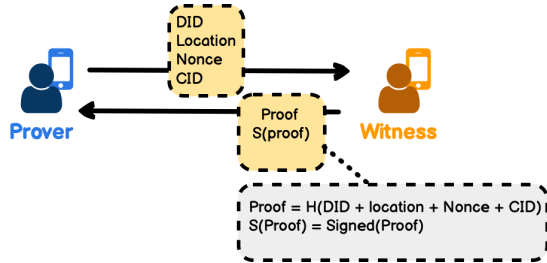 DID
Location
Nonce
CID
Prover
Proof
S(proof)
Witness
Proof = H(DID + location + Nonce + CID)
S(Proof) = Signed(Proof)